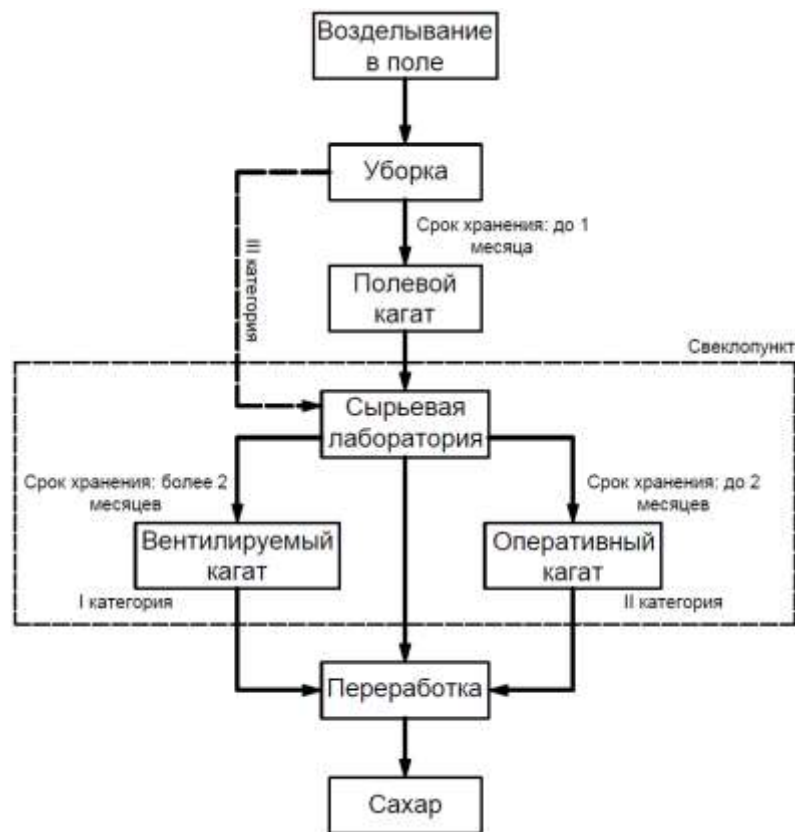 Возделывание
в поле
Уборка
Срок хранения: до 1
месяца
III категория
Полевой
кагат
Свеклопункт
Сырьевая
лаборатория
Срок хранения: более 2
месяцев
Срок хранения: до 2
месяцев
Вентилируемый
кагат
Оперативный
кагат
I категория
II категория
Переработка
Сахар